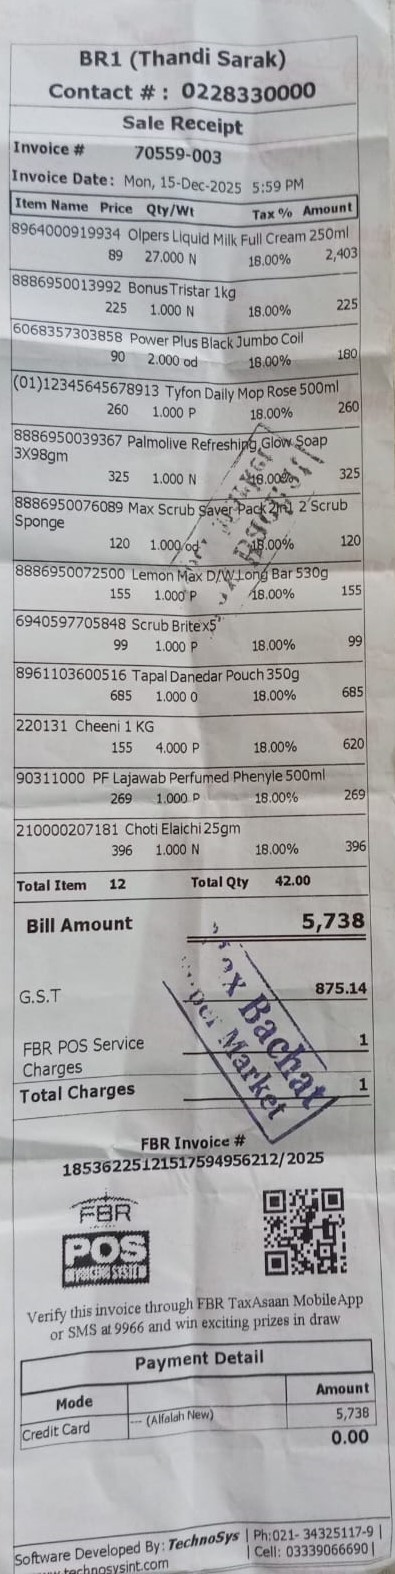 BR1 (Thandi Sarak)
Contact # : 0228330000
Sale Receipt
Invoice # 70559-003
Invoice Date: Mon, 15-Dec-2025 5:59 PM
Item Name Price Qty/Wt Tax % Amount
8964000919934 Olpers Liquid Milk Full Cream 250ml
89 27.000 N 18.00% 2,403
8886950013992 Bonus Tristar 1kg
225 1.000 N 18.00% 225
6068357303858 Power Plus Black Jumbo Coil
90 2.000 od 18.00% 180
(01)12345645678913 Tyfon Daily Mop Rose 500ml
260 1.000 P 18.00% 260
8886950039367 Palmolive Refreshing Glow Soap
3X98gm
325 1.000 N 18.00% 325
8886950076089 Max Scrub Saver Pack 2in1 2 Scrub
Sponge
120 1.000 od 18.00% 120
8886950072500 Lemon Max D/W Long Bar 530g
155 1.000 P 18.00% 155
6940597705848 Scrub Brite x5
99 1.000 P 18.00% 99
8961103600516 Tapal Danedar Pouch 350g
685 1.000 0 18.00% 685
220131 Cheeni 1 KG
155 4.000 P 18.00% 620
90311000 PF Lajawab Perfumed Phenyle 500ml
269 1.000 P 18.00% 269
210000207181 Choti Elaichi 25gm
396 1.000 N 18.00% 396
Total Item 12 Total Qty 42.00
Bill Amount 5,738
G.S.T 875.14
FBR POS Service
Charges 1
Total Charges 1
Max Bachat
Super Market
FBR Invoice #
18536225121517594956212/2025
FBR
POS
INVOICING SYSTEM
Verify this invoice through FBR TaxAsaan MobileApp
or SMS at 9966 and win exciting prizes in draw
Payment Detail
Mode Amount
Credit Card --- (Alfalah New) 5,738
0.00
Software Developed By: TechnoSys | Ph:021- 34325117-9 |
| Cell: 03339066690 |
technosysint.com